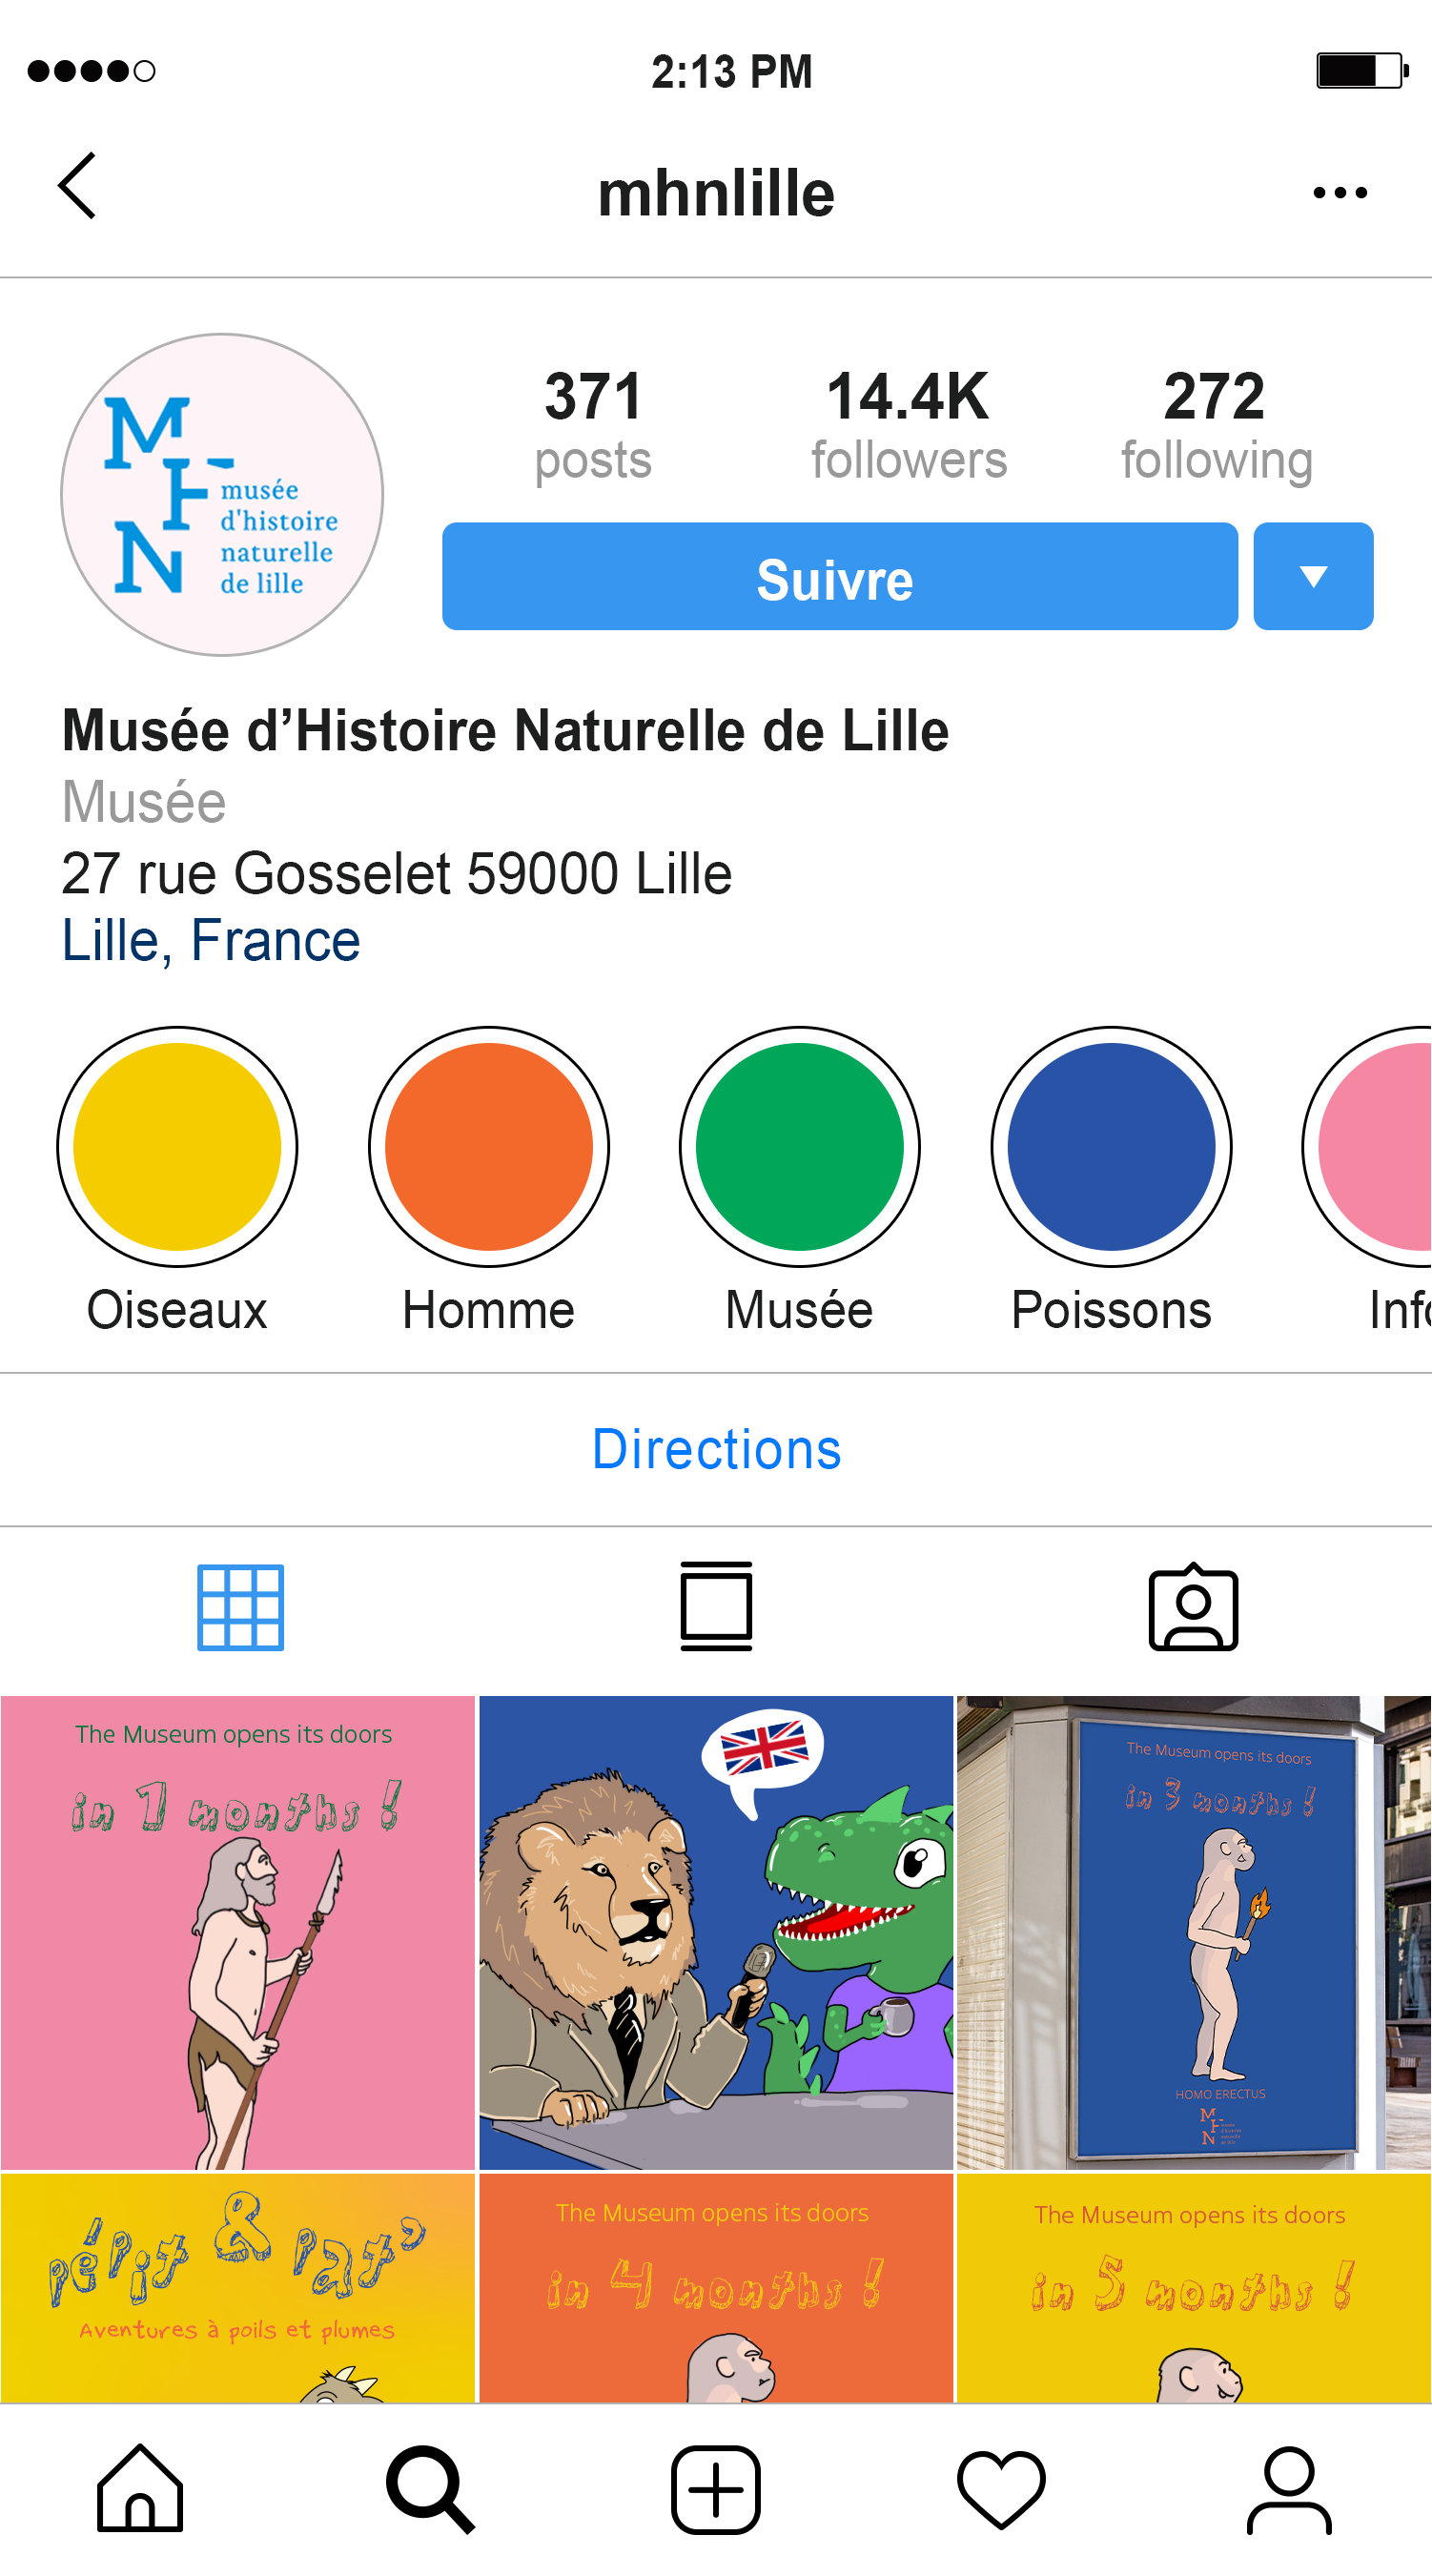 2:13 PM
mhnlille
371
posts
14.4K
followers
272
following
musée
d'histoire
naturelle
de lille
MHN
Suivre
Musée d’Histoire Naturelle de Lille
Musée
27 rue Gosselet 59000 Lille
Lille, France
Oiseaux
Homme
Musée
Poissons
Info
Directions
The Museum opens its doors
in 1 months !
The Museum opens its doors
in 3 months !
HOMO ERECTUS
MHN
pépit & pat'
Aventures à poils et plumes
The Museum opens its doors
in 4 months !
The Museum opens its doors
in 5 months !